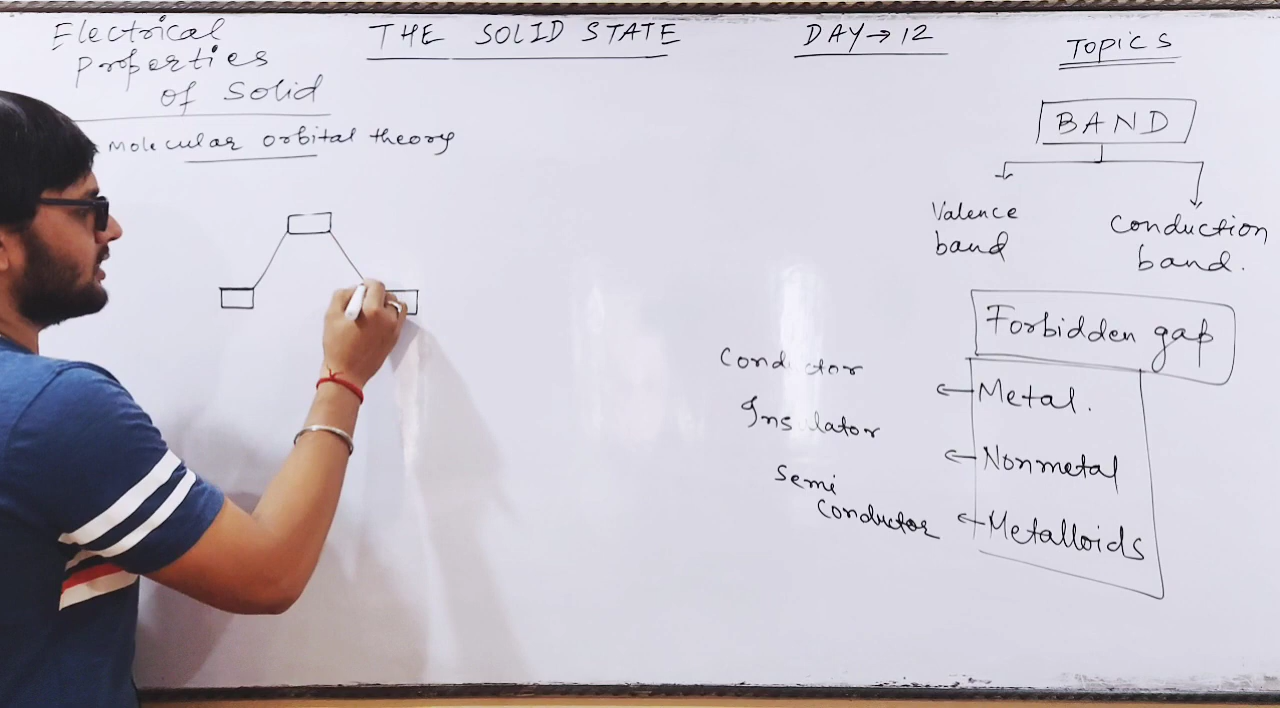 Electrical
Properties
of Solid
Molecular orbital theory
THE SOLID STATE
DAY→12
TOPICS
BAND
Valence
band
Conduction
band.
Forbidden gap
Conductor
←Metal.
Insulator
←Nonmetal
Semi
Conductor
←Metalloids